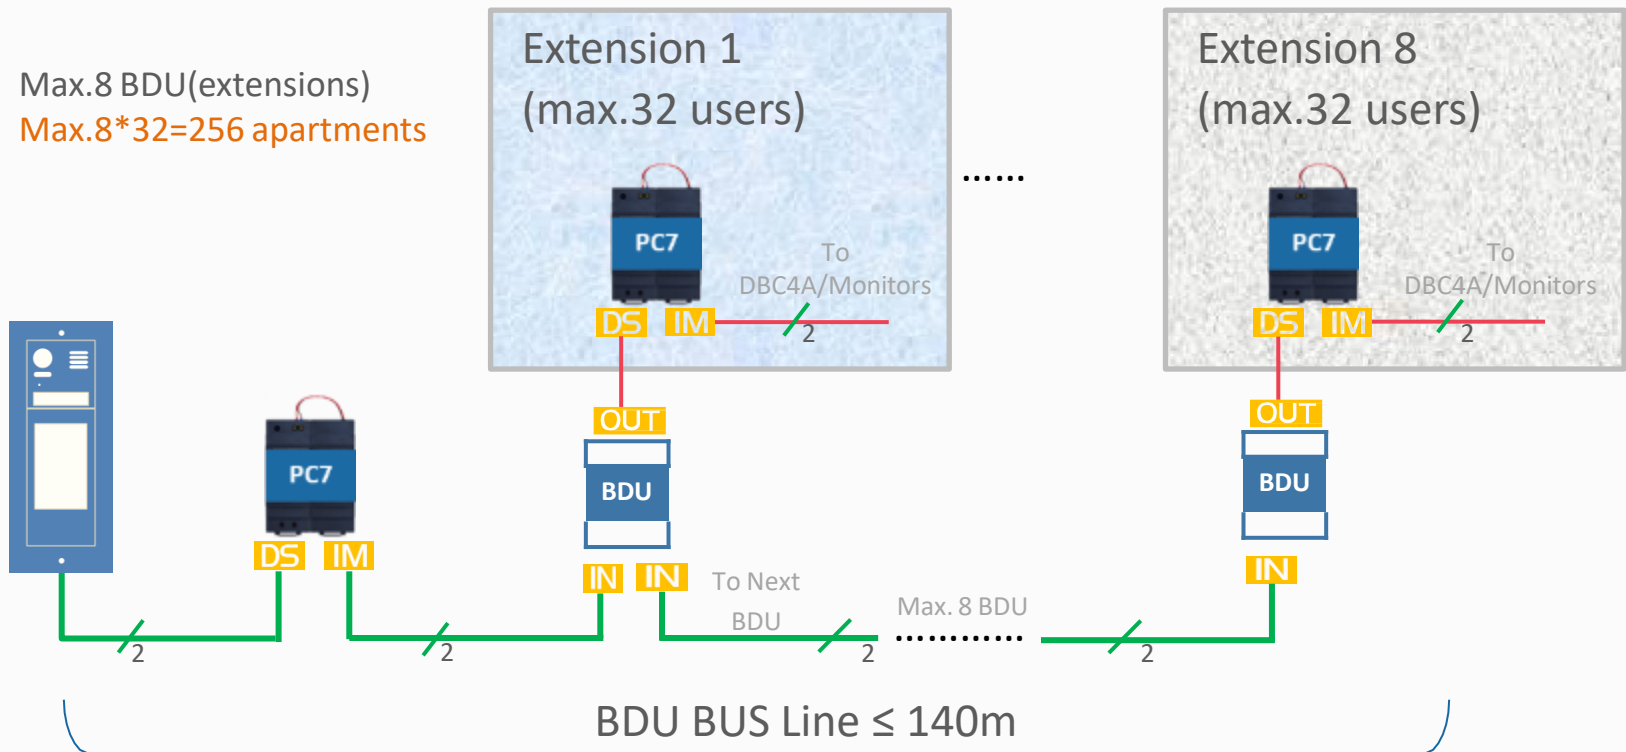 Max.8 BDU(extensions)
Max.8*32=256 apartments
Extension 1
(max.32 users)
PC7
To
DBC4A/Monitors
DS
IM
2
……
Extension 8
(max.32 users)
PC7
To
DBC4A/Monitors
DS
IM
2
PC7
DS
IM
2
2
OUT
BDU
IN
IN
To Next
BDU
2
Max. 8 BDU
…………
2
OUT
BDU
IN
BDU BUS Line ≤ 140m